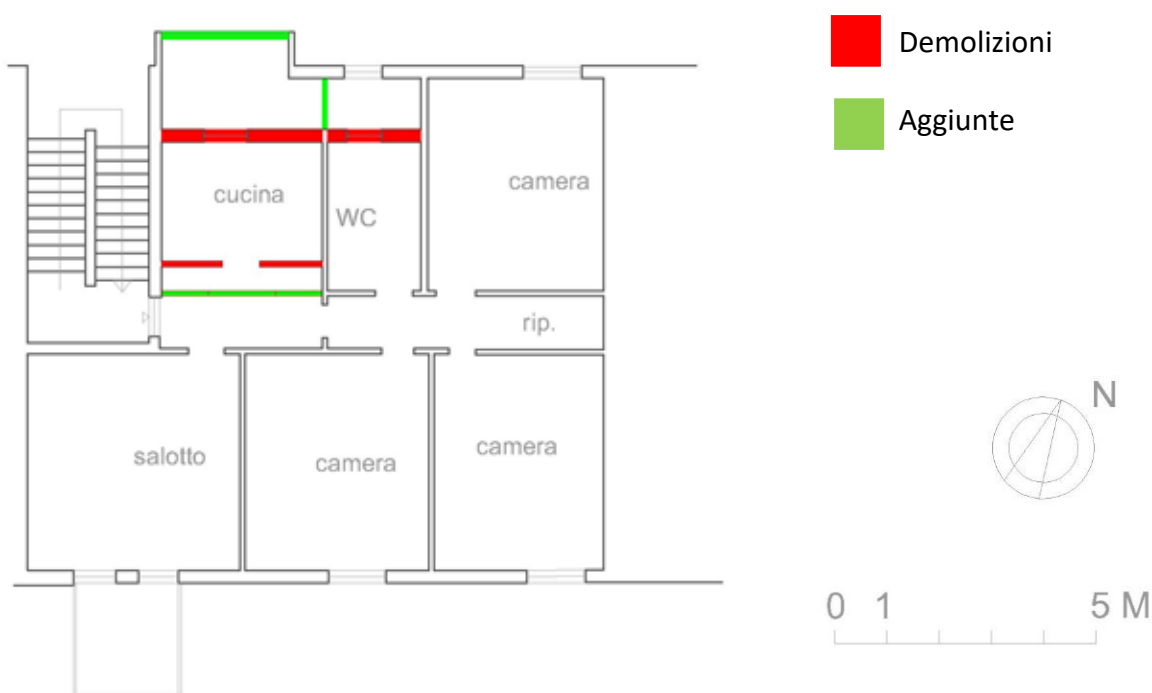 Demolizioni
Aggiunte
cucina
WC
camera
rip.
salotto
camera
camera
N
0 1 5 M